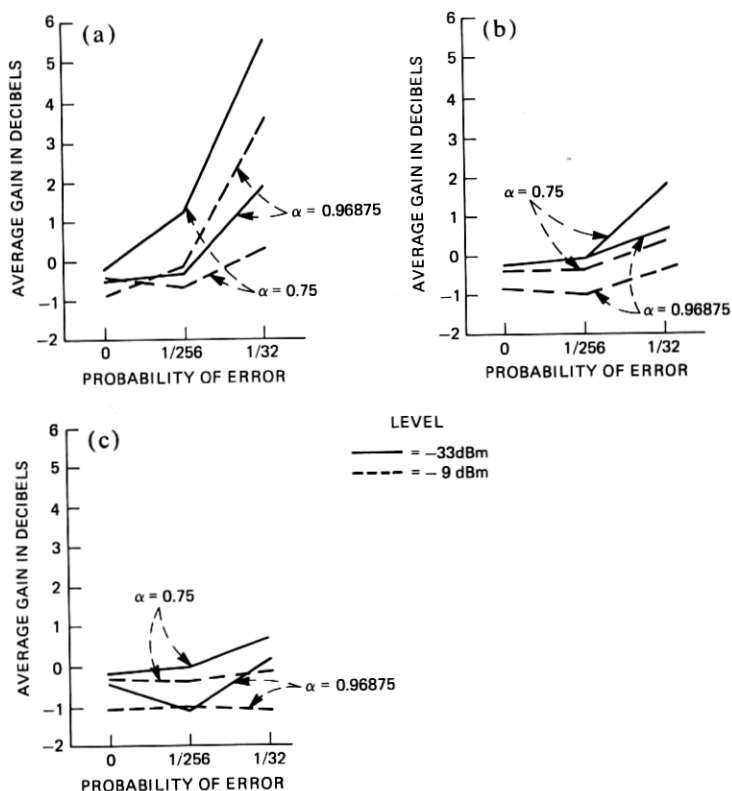 (a)
AVERAGE GAIN IN DECIBELS
6
5
4
3
2
1
0
−1
−2
0 1/256 1/32
PROBABILITY OF ERROR
α = 0.96875
α = 0.75
(b)
AVERAGE GAIN IN DECIBELS
6
5
4
3
2
1
0
−1
−2
0 1/256 1/32
PROBABILITY OF ERROR
α = 0.75
α = 0.96875
(c)
AVERAGE GAIN IN DECIBELS
6
5
4
3
2
1
0
−1
−2
0 1/256 1/32
PROBABILITY OF ERROR
α = 0.75
α = 0.96875
LEVEL
= −33dBm
= − 9 dBm